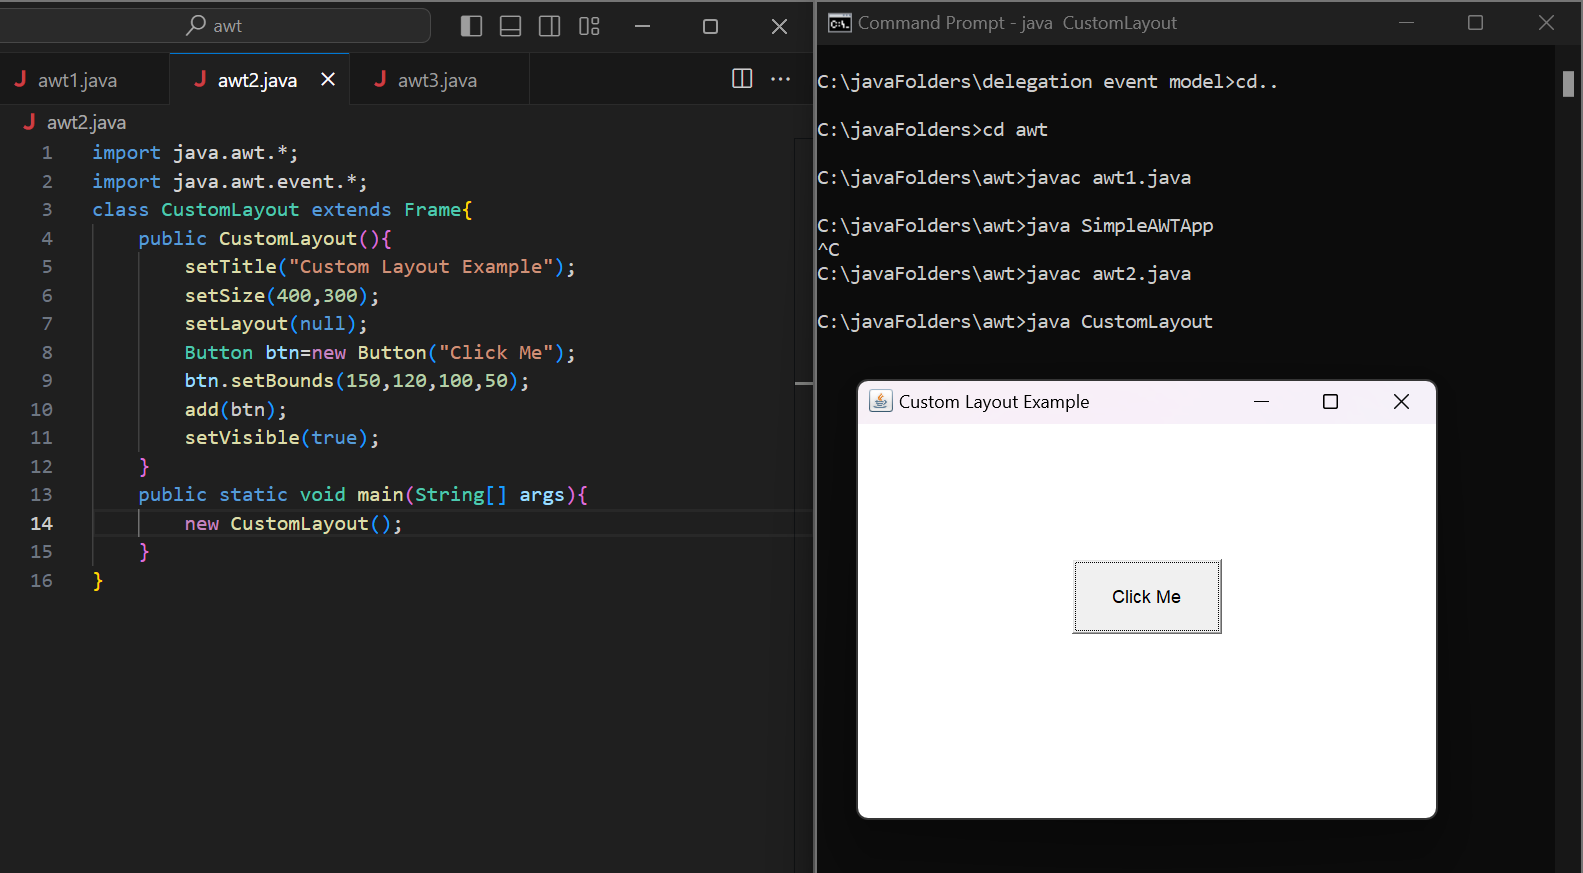 awt
awt1.java
awt2.java
awt3.java
awt2.java
1 import java.awt.*;
2 import java.awt.event.*;
3 class CustomLayout extends Frame{
4     public CustomLayout(){
5         setTitle("Custom Layout Example");
6         setSize(400,300);
7         setLayout(null);
8         Button btn=new Button("Click Me");
9         btn.setBounds(150,120,100,50);
10         add(btn);
11         setVisible(true);
12     }
13     public static void main(String[] args){
14         new CustomLayout();
15     }
16 }
Command Prompt - java  CustomLayout
C:\javaFolders\delegation event model>cd..
C:\javaFolders>cd awt
C:\javaFolders\awt>javac awt1.java
C:\javaFolders\awt>java SimpleAWTApp
^C
C:\javaFolders\awt>javac awt2.java
C:\javaFolders\awt>java CustomLayout
Custom Layout Example
Click Me